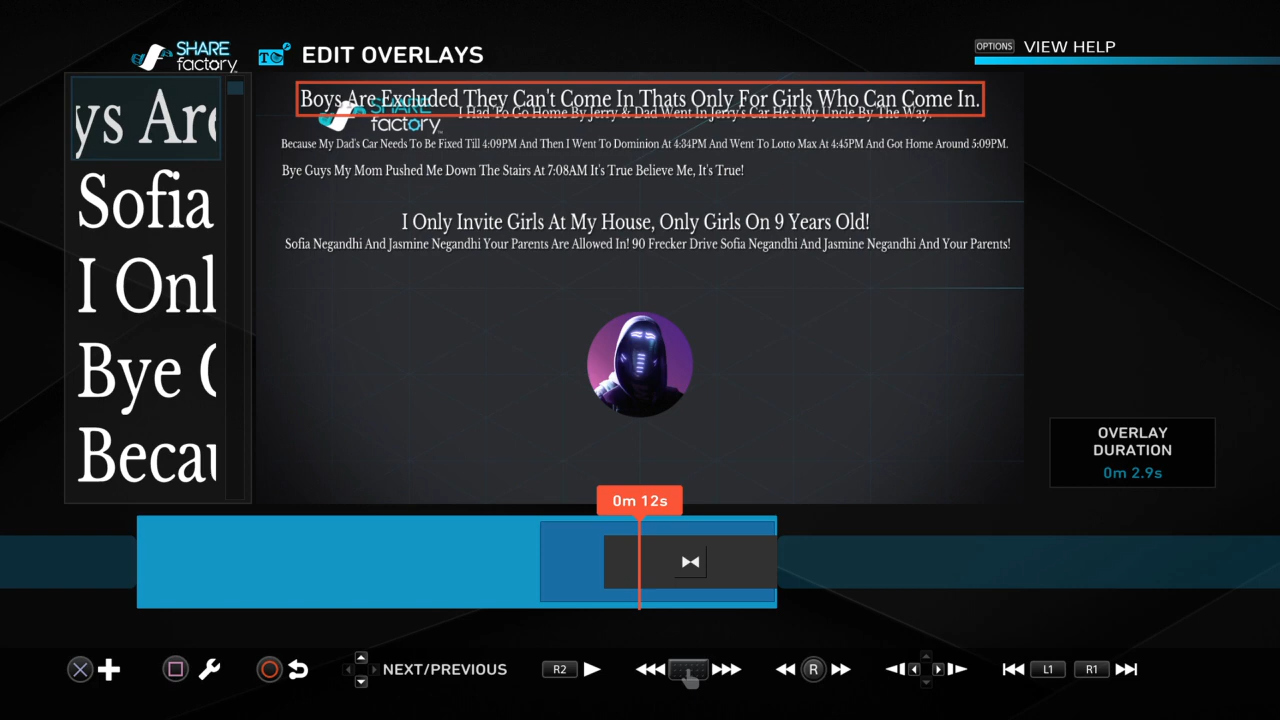 SHARE factory™
EDIT OVERLAYS
OPTIONS VIEW HELP
ys Are
Sofia
I Onl
Bye
Becau
Boys Are Excluded They Can't Come In Thats Only For Girls Who Can Come In.
SHARE factory™
I Had To Go Home By Jerry & Dad Went In Jerry's Car He's My Uncle By The Way.
Because My Dad's Car Needs To Be Fixed Till 4:09PM And Then I Went To Dominion At 4:34PM And Went To Lotto Max At 4:45PM And Got Home Around 5:09PM.
Bye Guys My Mom Pushed Me Down The Stairs At 7:08AM It's True Believe Me, It's True!
I Only Invite Girls At My House, Only Girls On 9 Years Old!
Sofia Negandhi And Jasmine Negandhi Your Parents Are Allowed In! 90 Frecker Drive Sofia Negandhi And Jasmine Negandhi And Your Parents!
OVERLAY
DURATION
0m 2.9s
0m 12s
NEXT/PREVIOUS R2 R L1 R1